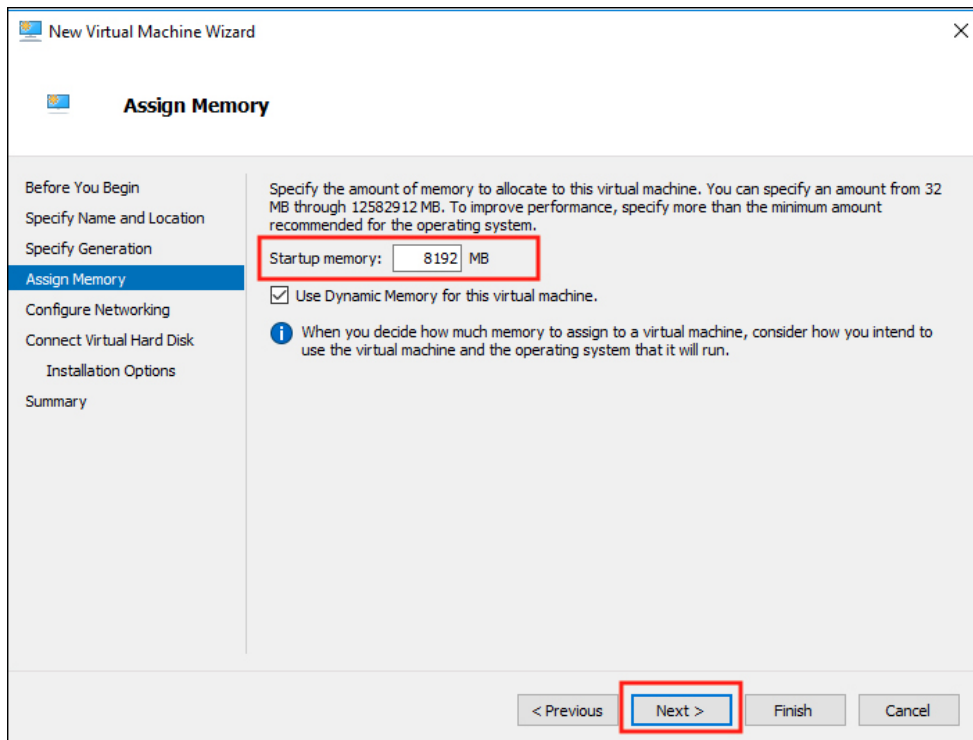 New Virtual Machine Wizard
Assign Memory
Before You Begin
Specify Name and Location
Specify Generation
Assign Memory
Configure Networking
Connect Virtual Hard Disk
Installation Options
Summary
Specify the amount of memory to allocate to this virtual machine. You can specify an amount from 32
MB through 12582912 MB. To improve performance, specify more than the minimum amount
recommended for the operating system.
Startup memory: 8192 MB
Use Dynamic Memory for this virtual machine.
When you decide how much memory to assign to a virtual machine, consider how you intend to
use the virtual machine and the operating system that it will run.
< Previous Next > Finish Cancel